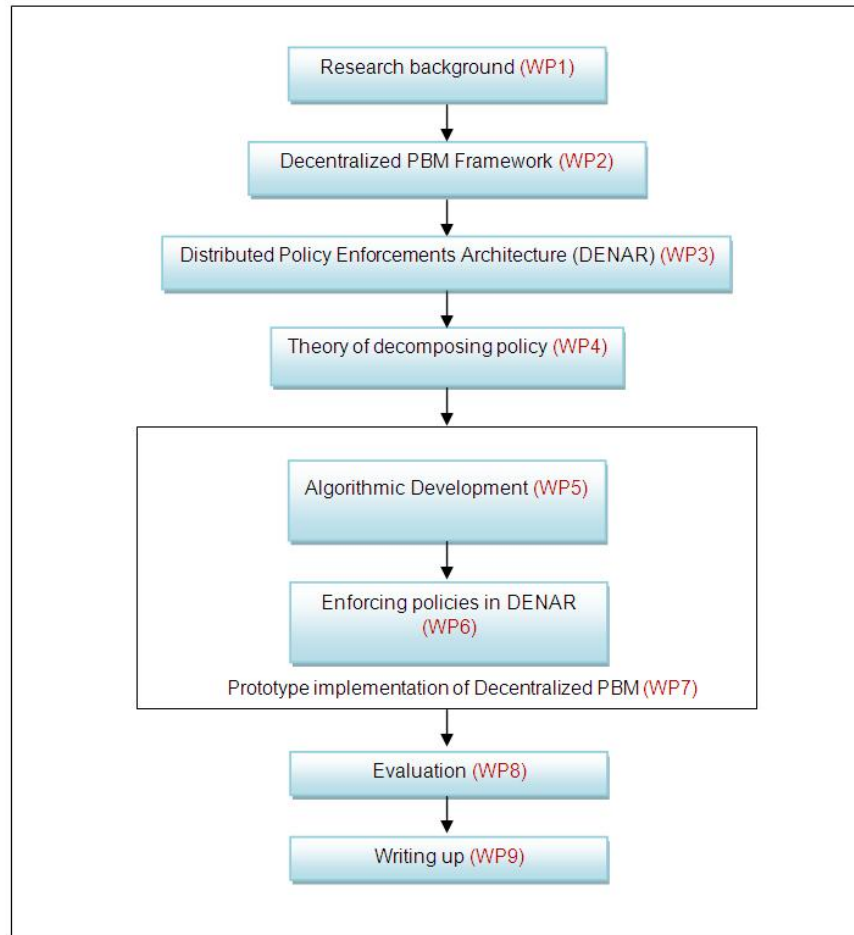 Research background (WP1)
Decentralized PBM Framework (WP2)
Distributed Policy Enforcements Architecture (DENAR) (WP3)
Theory of decomposing policy (WP4)
Algorithmic Development (WP5)
Enforcing policies in DENAR
(WP6)
Prototype implementation of Decentralized PBM (WP7)
Evaluation (WP8)
Writing up (WP9)